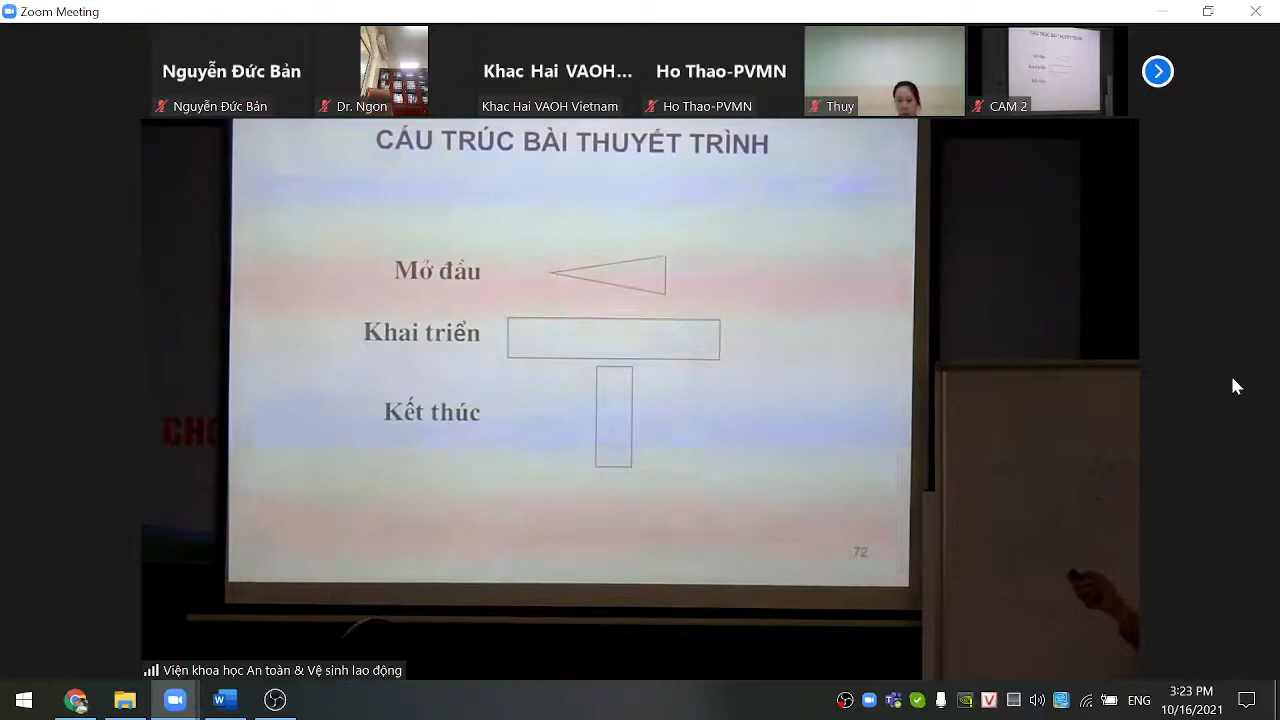 Zoom Meeting
Nguyễn Đức Bản
Khac Hai VAOH...
Ho Thao-PVMN
Nguyễn Đức Bản
Dr. Ngon
Khac Hai VAOH Vietnam
Ho Thao-PVMN
Thuy
CAM 2
CẤU TRÚC BÀI THUYẾT TRÌNH
Mở đầu
Khai triển
Kết thúc
72
CHO
Viện khoa học An toàn & Vệ sinh lao động
ENG
3:23 PM
10/16/2021